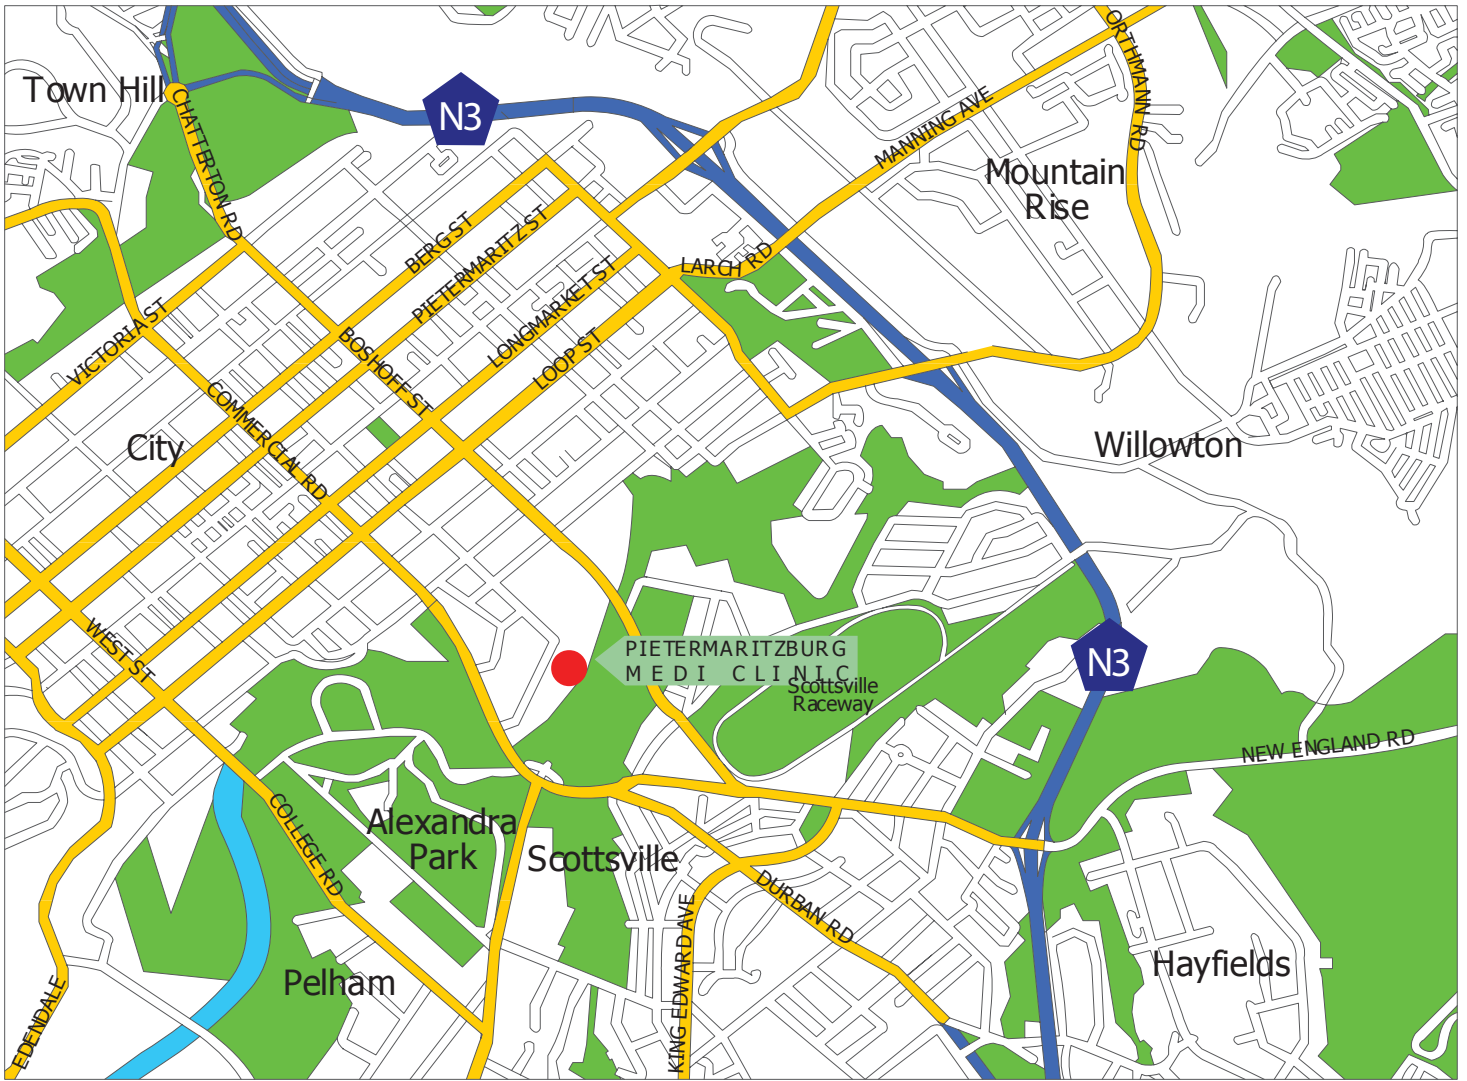 Town Hill
CHATTERTON RD
N3
ORTHMANN RD
MANNING AVE
Mountain
Rise
BERG ST
PIETERMARITZ ST
LARCH RD
LONGMARKET ST
LOOP ST
VICTORIA ST
BOSHOFF ST
COMMERCIAL RD
City
Willowton
WEST ST
PIETERMARITZBURG
MEDI CLINIC
Scottsville
Raceway
N3
NEW ENGLAND RD
COLLEGE RD
Alexandra
Park
Scottsville
DURBAN RD
KING EDWARD AVE
Pelham
Hayfields
EDENDALE